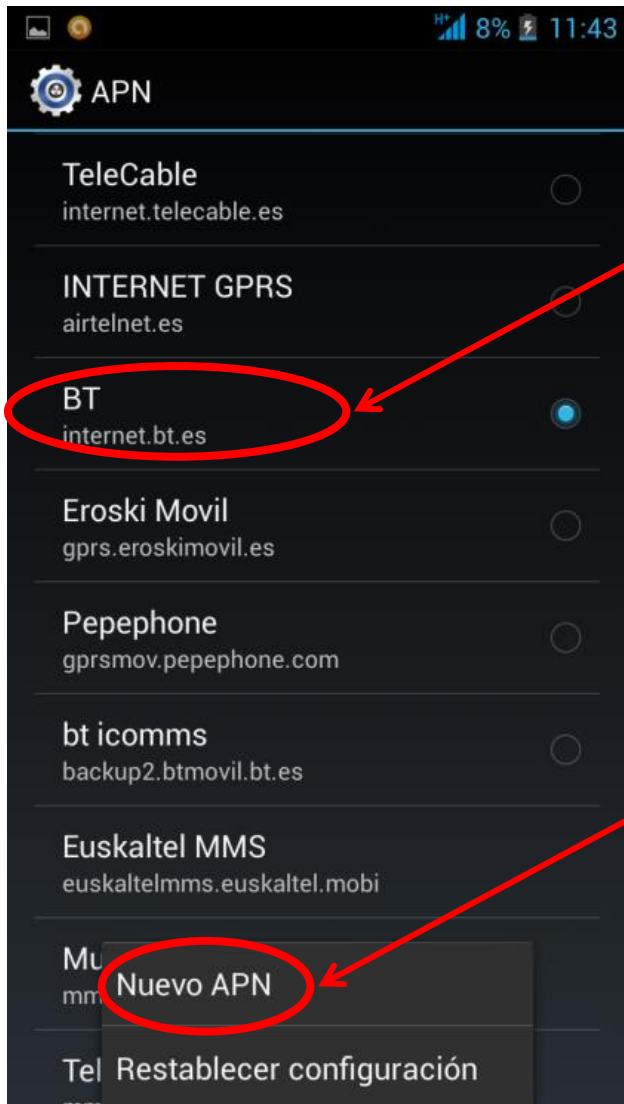 H+ 8% 11:43
APN
TeleCable
internet.telecable.es
INTERNET GPRS
airtelnet.es
BT
internet.bt.es
Eroski Movil
gprs.eroskimovil.es
Pepephone
gprsmov.pepephone.com
bt icomms
backup2.btmovil.bt.es
Euskaltel MMS
euskaltelmms.euskaltel.mobi
Nuevo APN
Restablecer configuración